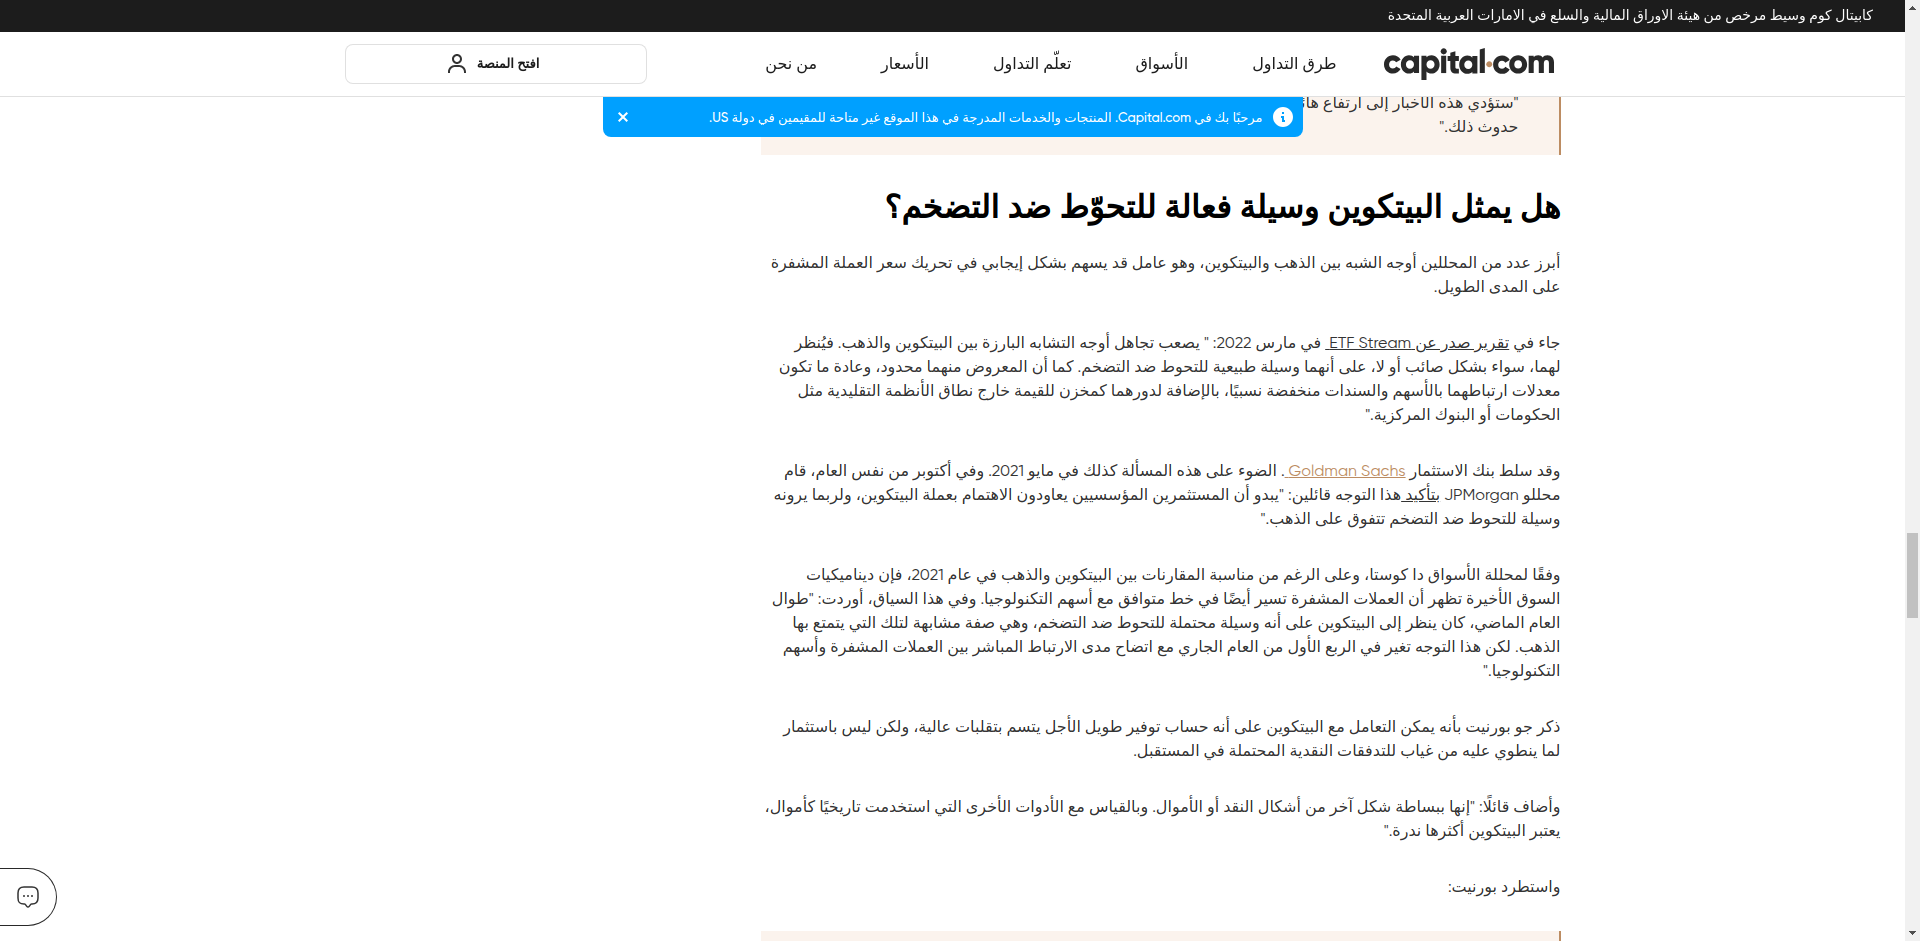 كابيتال كوم وسيط مرخص من هيئة الاوراق المالية والسلع في الامارات العربية المتحدة
capital.com
طرق التداول
الأسواق
تعلّم التداول
الأسعار
من نحن
افتح المنصة
مرحبًا بك في Capital.com. المنتجات والخدمات المدرجة في هذا الموقع غير متاحة للمقيمين في دولة US.
"ستؤدي هذه الأخبار إلى ارتفاع
حدوث ذلك."
هل يمثل البيتكوين وسيلة فعالة للتحوّط ضد التضخم؟
أبرز عدد من المحللين أوجه الشبه بين الذهب والبيتكوين، وهو عامل قد يسهم بشكل إيجابي في تحريك سعر العملة المشفرة
على المدى الطويل.
جاء في تقرير صدر عن ETF Stream في مارس 2022: " يصعب تجاهل أوجه التشابه البارزة بين البيتكوين والذهب. فيُنظر
لهما، سواء بشكل صائب أو لا، على أنهما وسيلة طبيعية للتحوط ضد التضخم. كما أن المعروض منهما محدود، وعادة ما تكون
معدلات ارتباطهما بالأسهم والسندات منخفضة نسبيًا، بالإضافة لدورهما كمخزن للقيمة خارج نطاق الأنظمة التقليدية مثل
الحكومات أو البنوك المركزية."
وقد سلط بنك الاستثمار Goldman Sachs . الضوء على هذه المسألة كذلك في مايو 2021. وفي أكتوبر من نفس العام، قام
محللو JPMorgan بتأكيد هذا التوجه قائلين: "يبدو أن المستثمرين المؤسسيين يعاودون الاهتمام بعملة البيتكوين، ولربما يرونه
وسيلة للتحوط ضد التضخم تتفوق على الذهب."
وفقًا لمحللة الأسواق دا كوستا، وعلى الرغم من مناسبة المقارنات بين البيتكوين والذهب في عام 2021، فإن ديناميكيات
السوق الأخيرة تظهر أن العملات المشفرة تسير أيضًا في خط متوافق مع أسهم التكنولوجيا. وفي هذا السياق، أوردت: "طوال
العام الماضي، كان ينظر إلى البيتكوين على أنه وسيلة محتملة للتحوط ضد التضخم، وهي صفة مشابهة لتلك التي يتمتع بها
الذهب. لكن هذا التوجه تغير في الربع الأول من العام الجاري مع اتضاح مدى الارتباط المباشر بين العملات المشفرة وأسهم
التكنولوجيا."
ذكر جو بورنيت بأنه يمكن التعامل مع البيتكوين على أنه حساب توفير طويل الأجل يتسم بتقلبات عالية، ولكن ليس باستثمار
لما ينطوي عليه من غياب للتدفقات النقدية المحتملة في المستقبل.
وأضاف قائلًا: "إنها ببساطة شكل آخر من أشكال النقد أو الأموال. وبالقياس مع الأدوات الأخرى التي استخدمت تاريخيًا كأموال،
يعتبر البيتكوين أكثرها ندرة."
واستطرد بورنيت: